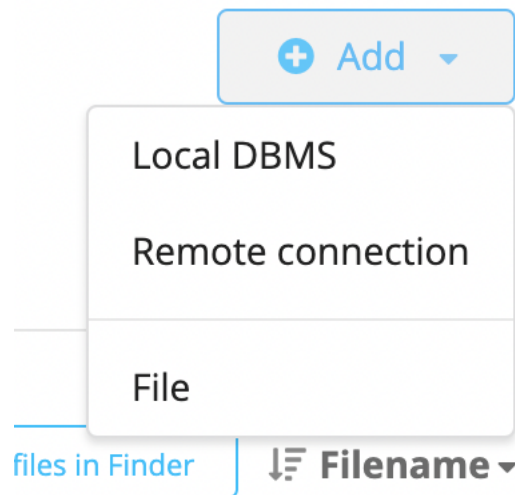 Add
Local DBMS
Remote connection
File
files in Finder
Filename